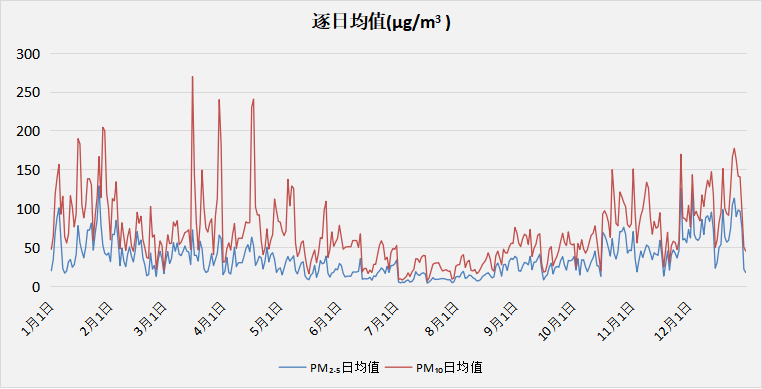 逐日均值(μg/m³ )
300
250
200
150
100
50
0
1月1日
2月1日
3月1日
4月1日
5月1日
6月1日
7月1日
8月1日
9月1日
10月1日
11月1日
12月1日
PM₂.₅日均值
PM₁₀日均值